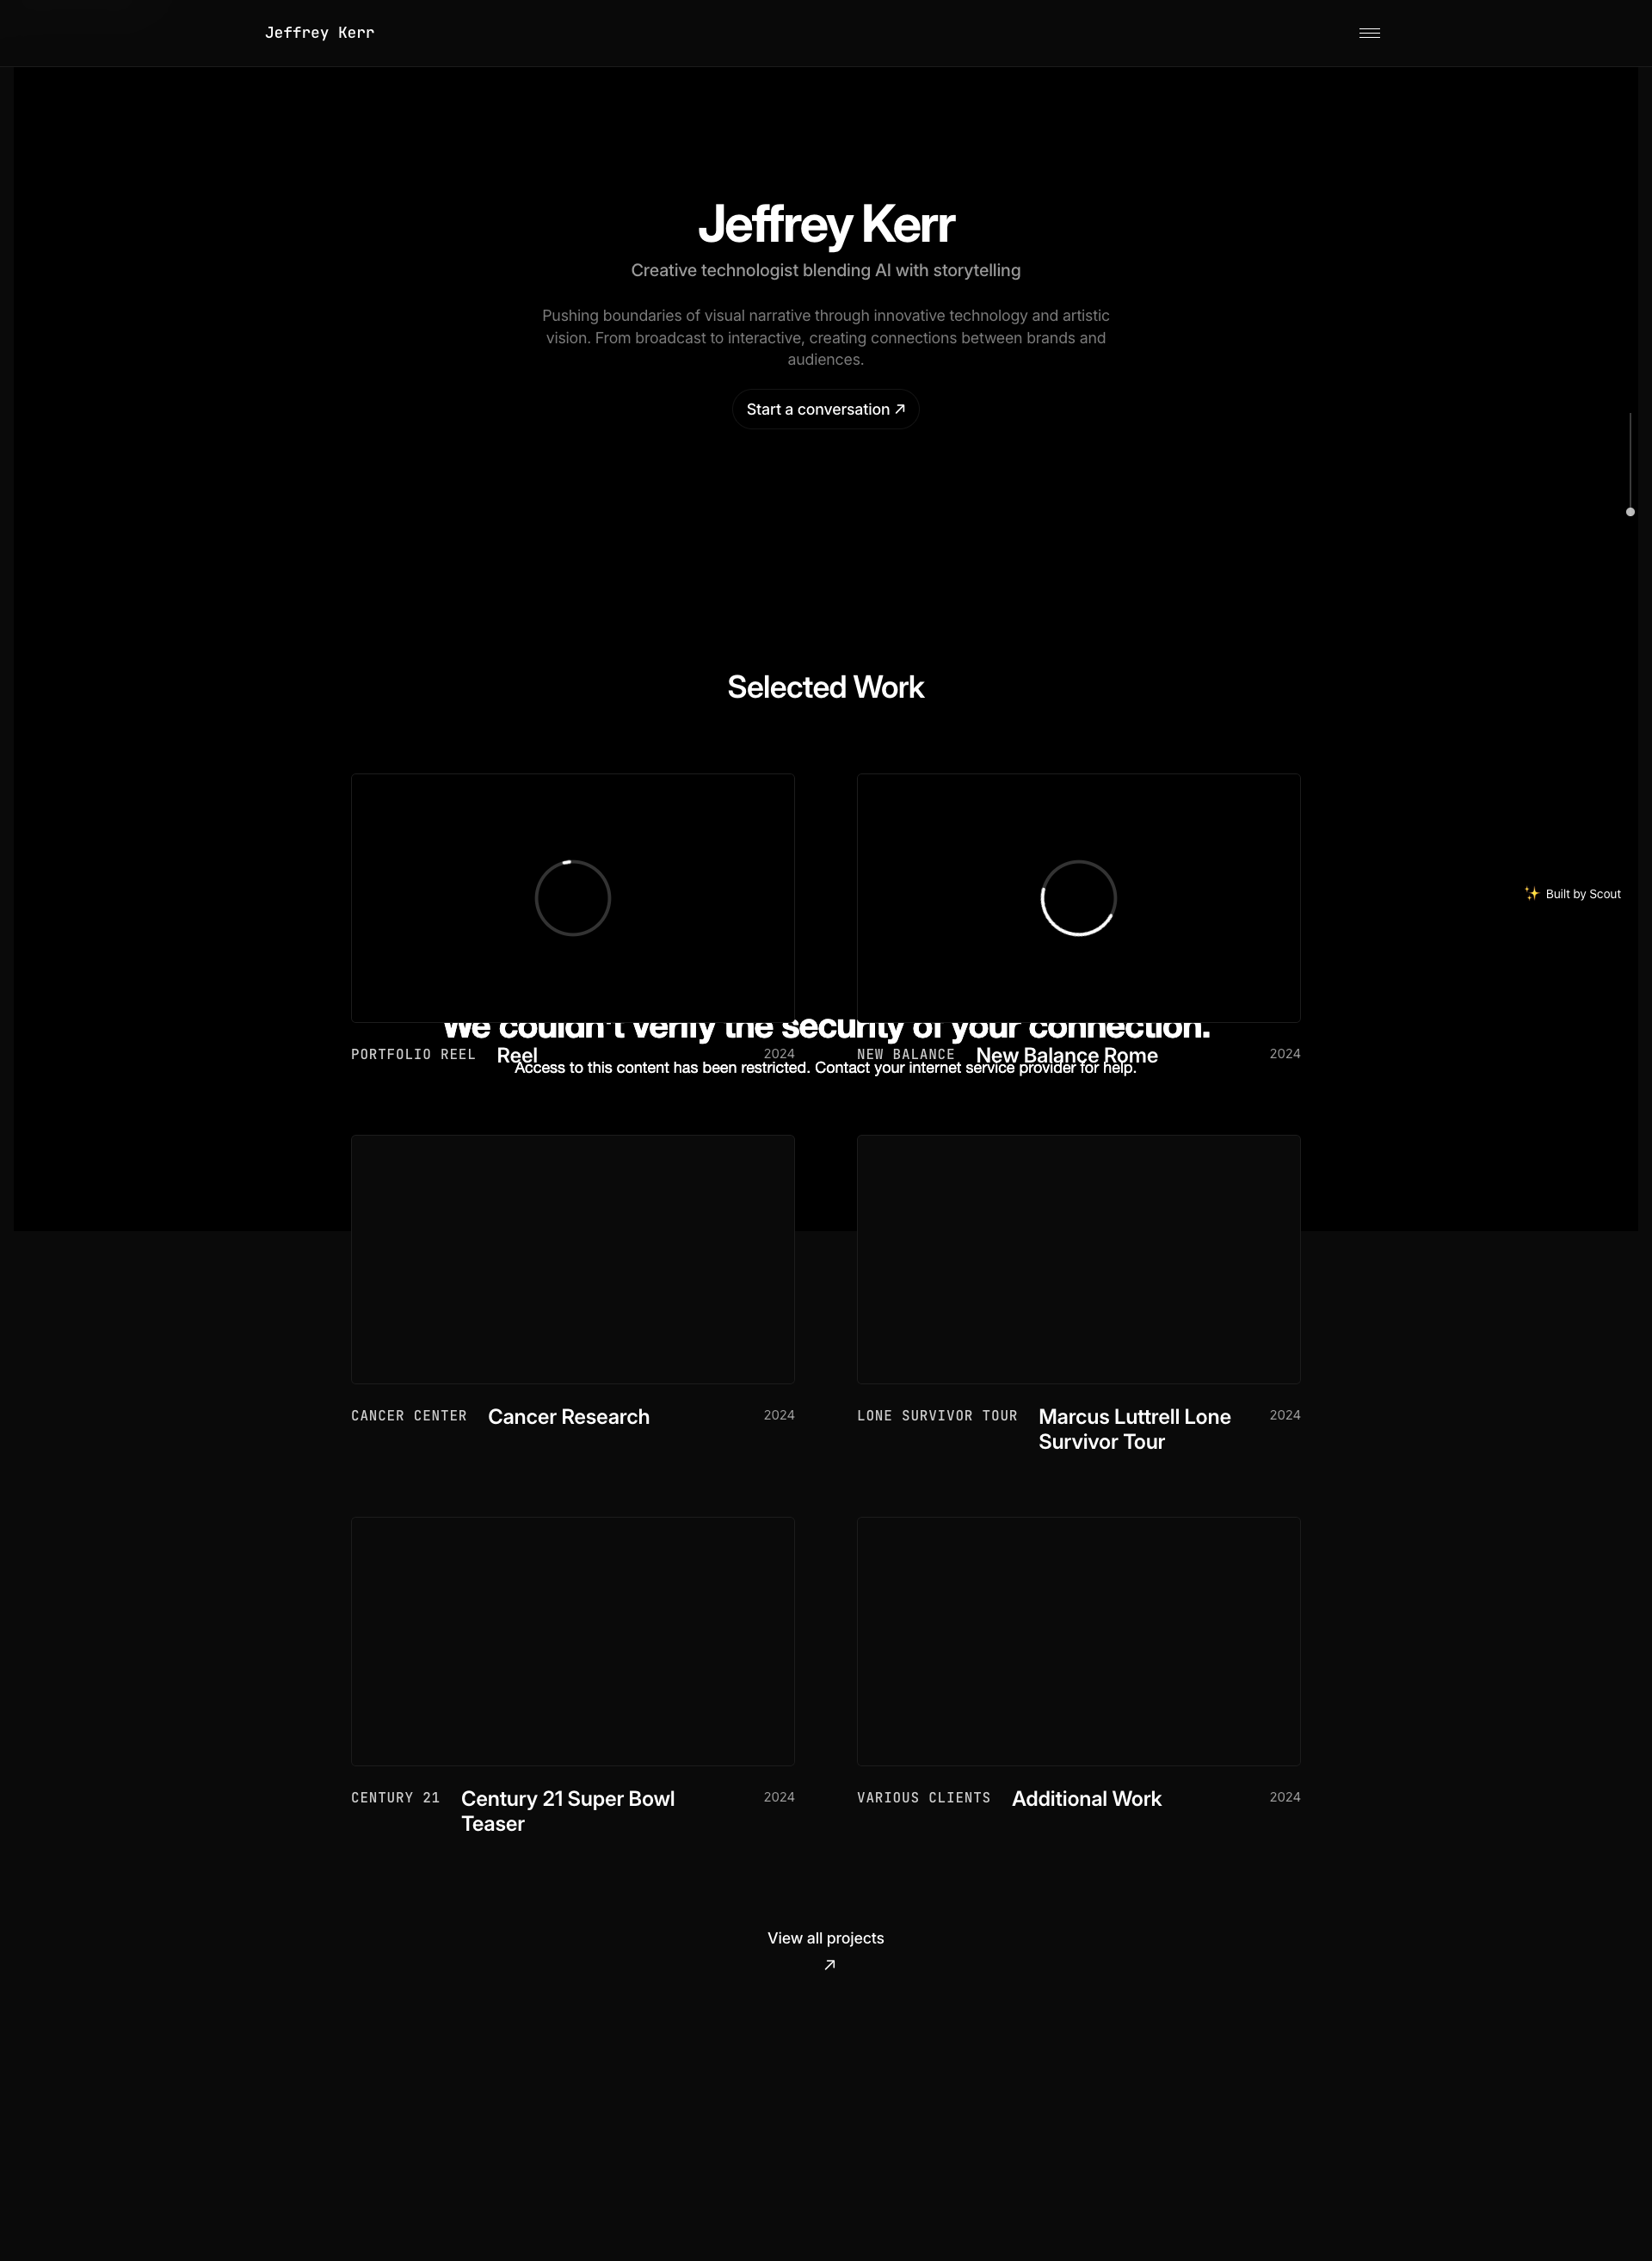 Jeffrey Kerr
Jeffrey Kerr
Creative technologist blending AI with storytelling
Pushing boundaries of visual narrative through innovative technology and artistic
vision. From broadcast to interactive, creating connections between brands and
audiences.
Start a conversation ↗
Selected Work
✨ Built by Scout
We couldn't verify the security of your connection.
PORTFOLIO REEL Reel 2024
NEW BALANCE New Balance Rome 2024
Access to this content has been restricted. Contact your internet service provider for help.
CANCER CENTER Cancer Research 2024
LONE SURVIVOR TOUR Marcus Luttrell Lone 2024
Survivor Tour
CENTURY 21 Century 21 Super Bowl 2024
Teaser
VARIOUS CLIENTS Additional Work 2024
View all projects
↗